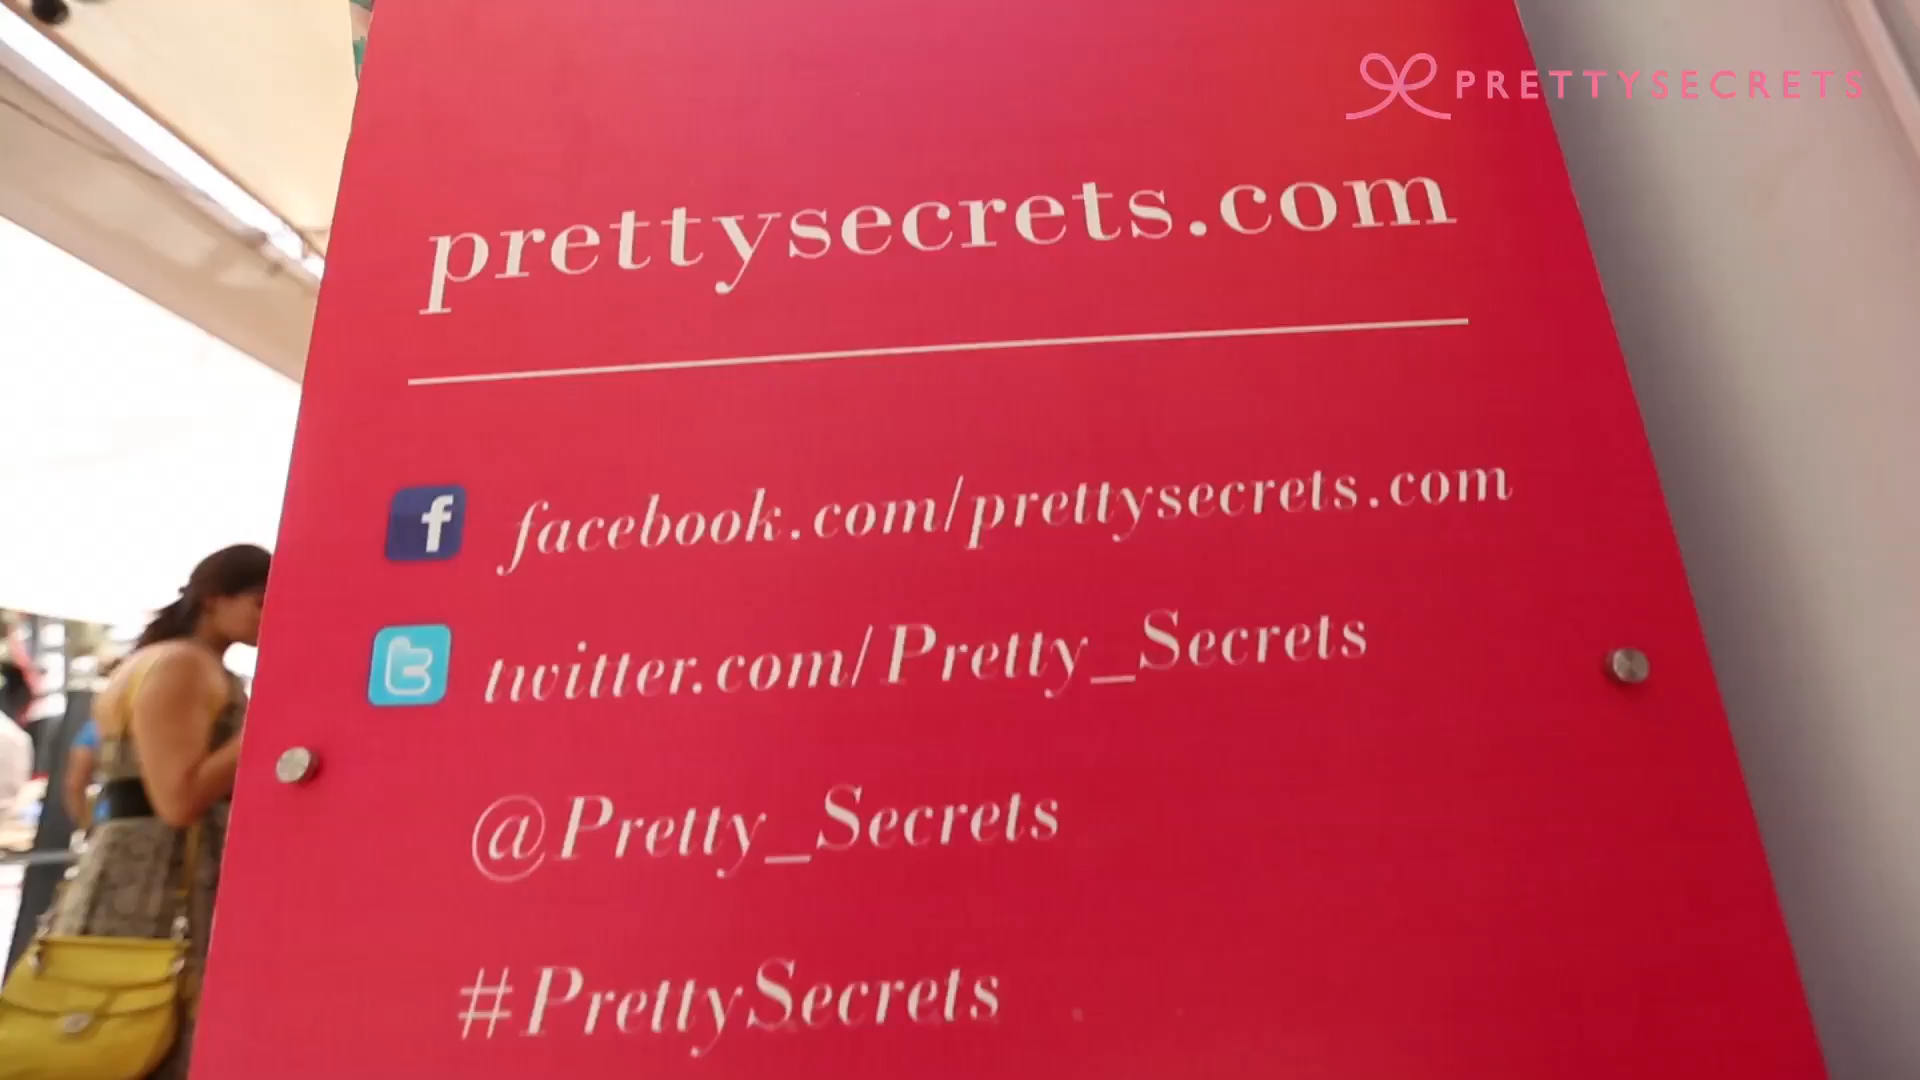 PRETTYSECRETS
prettysecrets.com
f facebook.com/prettysecrets.com
t twitter.com/Pretty_Secrets
@Pretty_Secrets
#PrettySecrets